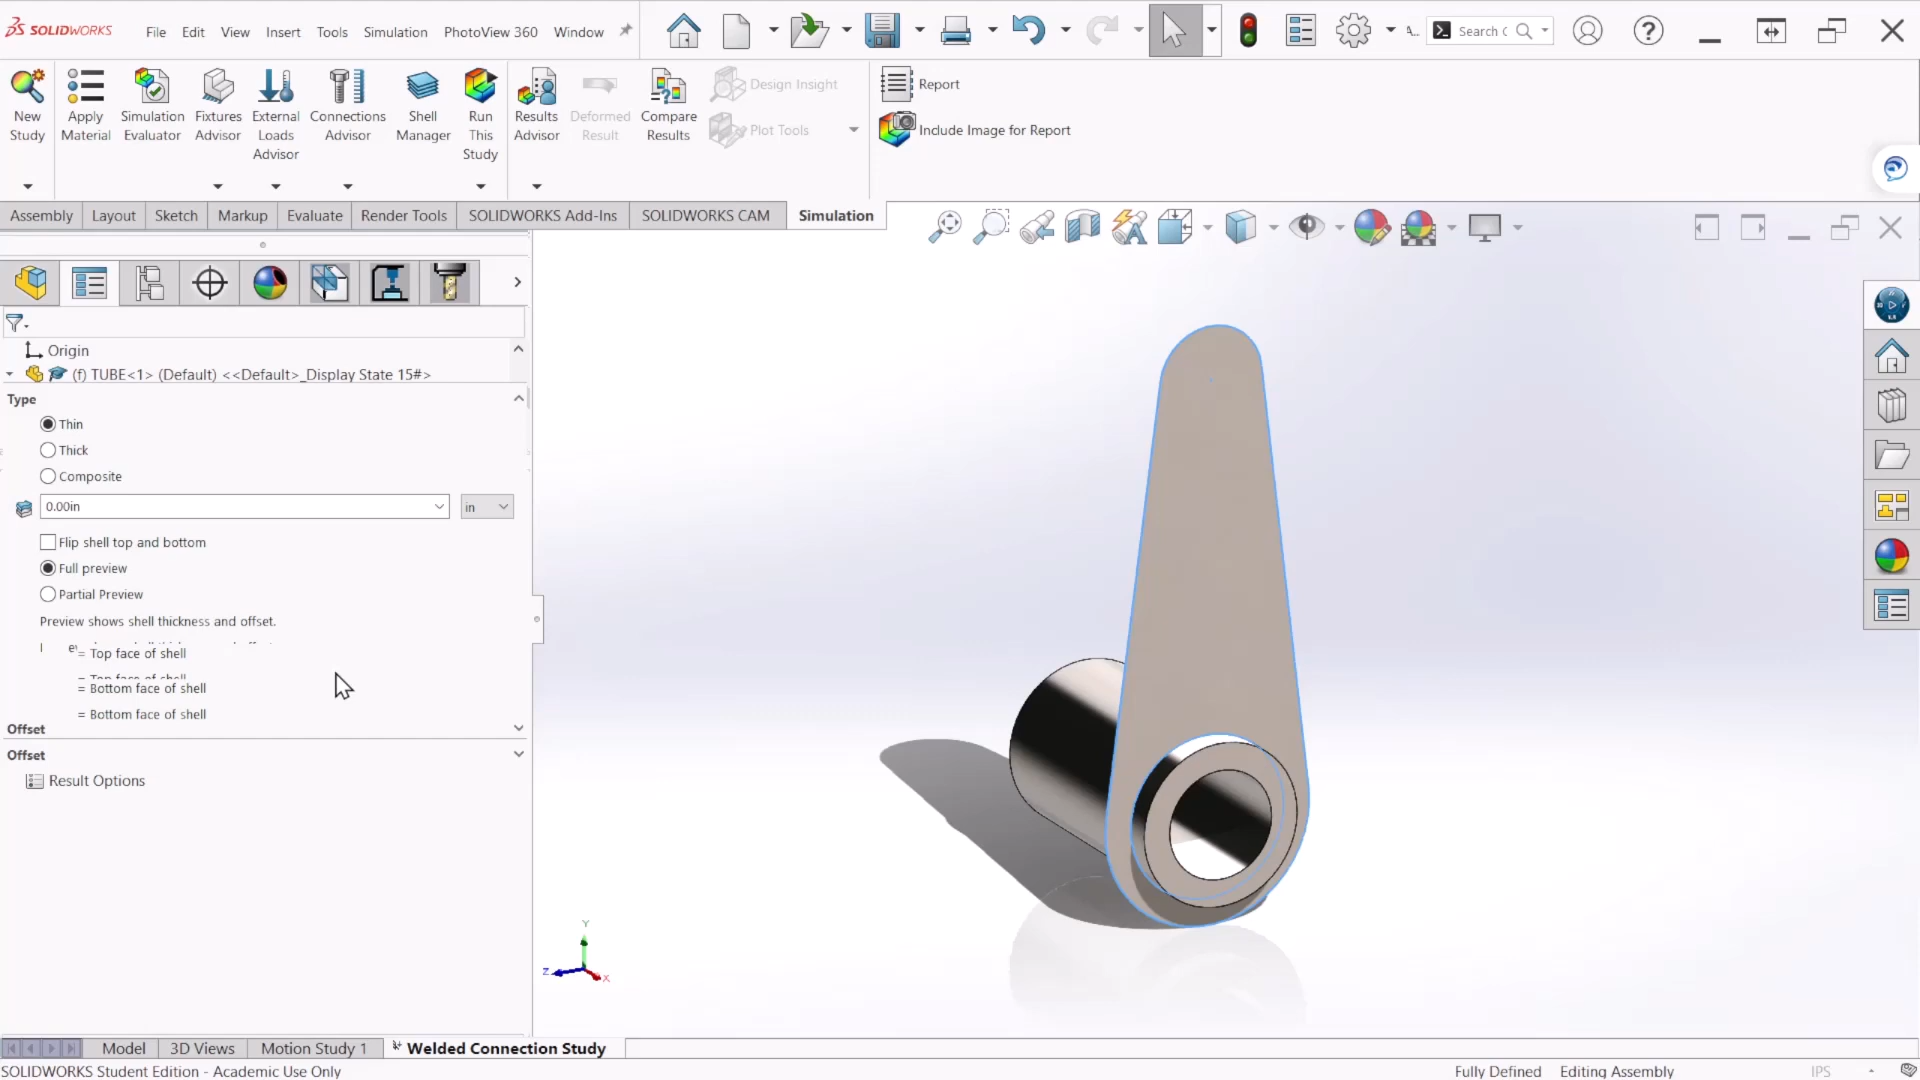 SOLIDWORKS
File Edit View Insert Tools Simulation PhotoView 360 Window
A...
Search C
New Study
Apply Material
Simulation Evaluator
Fixtures Advisor
External Loads Advisor
Connections Advisor
Shell Manager
Run This Study
Results Advisor
Deformed Result
Compare Results
Design Insight
Plot Tools
Report
Include Image for Report
Assembly Layout Sketch Markup Evaluate Render Tools SOLIDWORKS Add-Ins SOLIDWORKS CAM Simulation
Origin
(f) TUBE<1> (Default) <<Default>_Display State 15#>
Type
Thin
Thick
Composite
0.00in in
Flip shell top and bottom
Full preview
Partial Preview
Preview shows shell thickness and offset.
= Top face of shell
= Bottom face of shell
= Bottom face of shell
Offset
Offset
Result Options
Y
Z
X
Model 3D Views Motion Study 1 Welded Connection Study
SOLIDWORKS Student Edition - Academic Use Only
Fully Defined Editing Assembly IPS